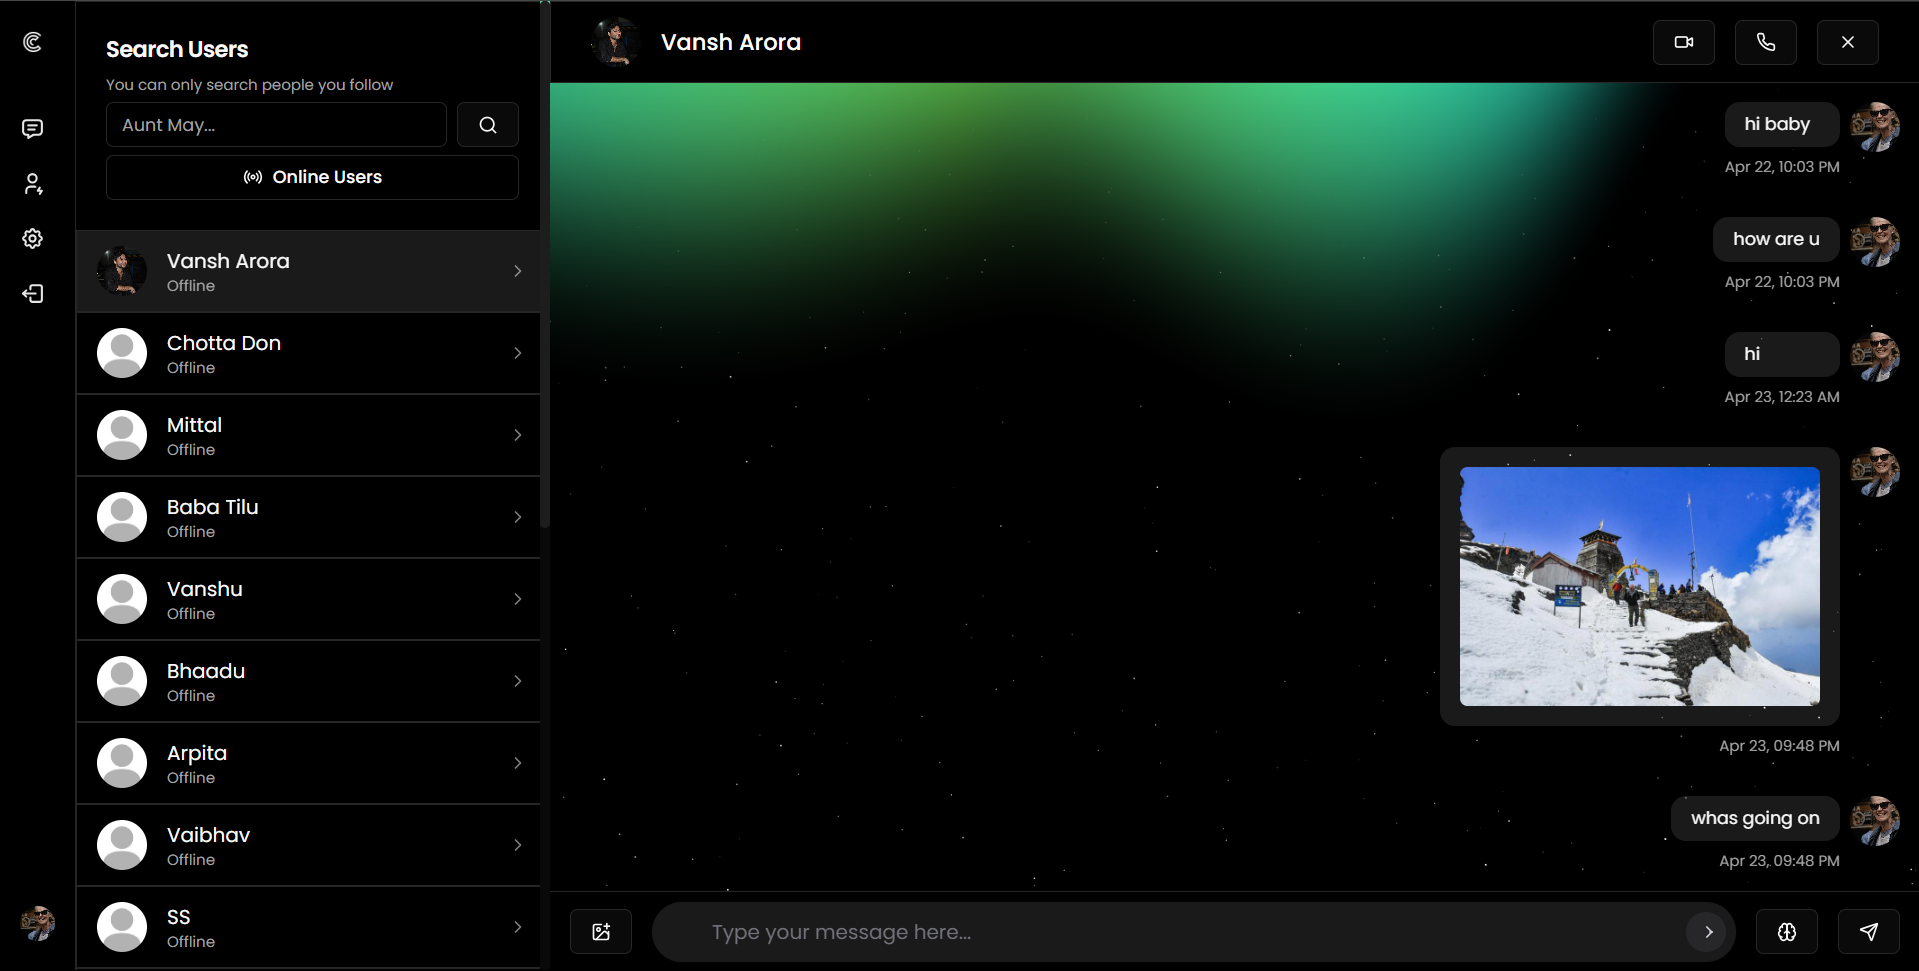 Search Users
You can only search people you follow
Aunt May...
Online Users
Vansh Arora
Offline
Chotta Don
Offline
Mittal
Offline
Baba Tilu
Offline
Vanshu
Offline
Bhaadu
Offline
Arpita
Offline
Vaibhav
Offline
SS
Offline
Vansh Arora
hi baby
Apr 22, 10:03 PM
how are u
Apr 22, 10:03 PM
hi
Apr 23, 12:23 AM
Apr 23, 09:48 PM
whas going on
Apr 23, 09:48 PM
Type your message here...